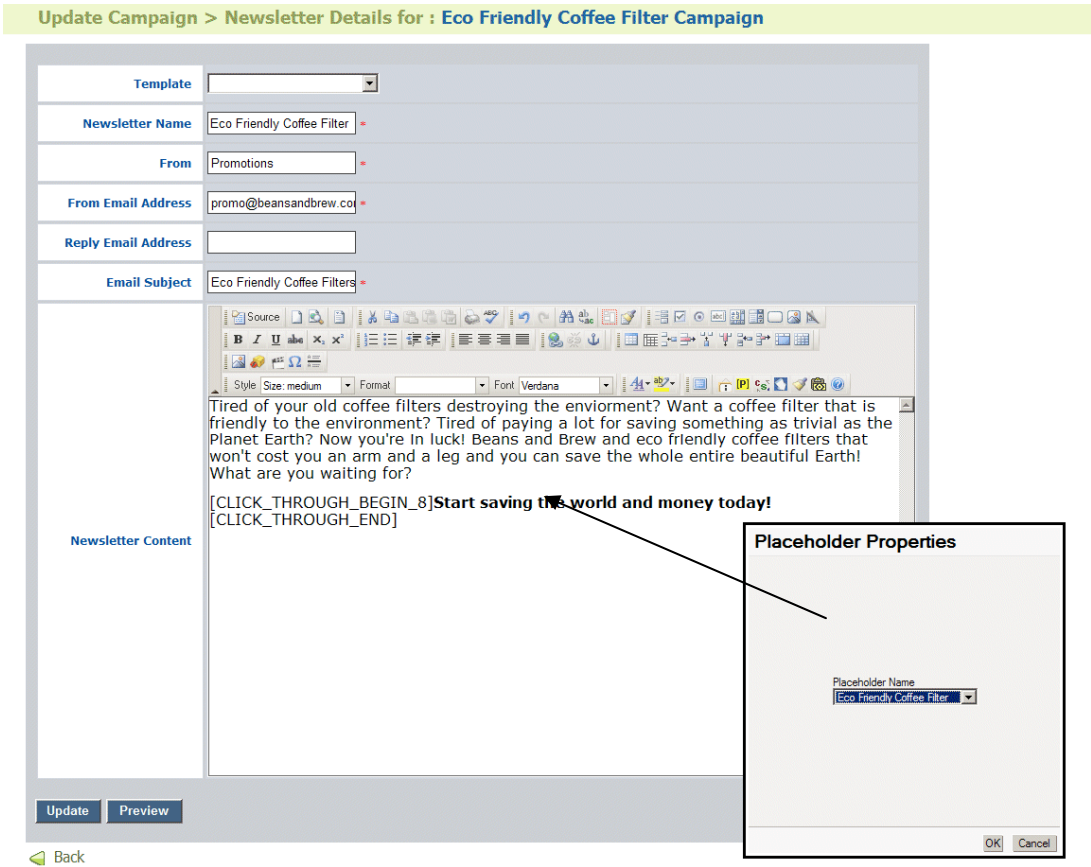 Update Campaign > Newsletter Details for : Eco Friendly Coffee Filter Campaign
Template
Newsletter Name Eco Friendly Coffee Filter *
From Promotions *
From Email Address promo@beansandbrew.co *
Reply Email Address
Email Subject Eco Friendly Coffee Filters *
Newsletter Content
Source
B I U abc X₂ X²
Style Size: medium Format Font Verdana
Tired of your old coffee filters destroying the enviorment? Want a coffee filter that is
friendly to the environment? Tired of paying a lot for saving something as trivial as the
Planet Earth? Now you're In luck! Beans and Brew and eco frIendly coffee fIlters that
won't cost you an arm and a leg and you can save the whole entire beautiful Earth!
What are you waiting for?
[CLICK_THROUGH_BEGIN_8]Start saving the world and money today!
[CLICK_THROUGH_END]
Placeholder Properties
Placeholder Name
Eco Friendly Coffee Filter
OK Cancel
Update Preview
Back